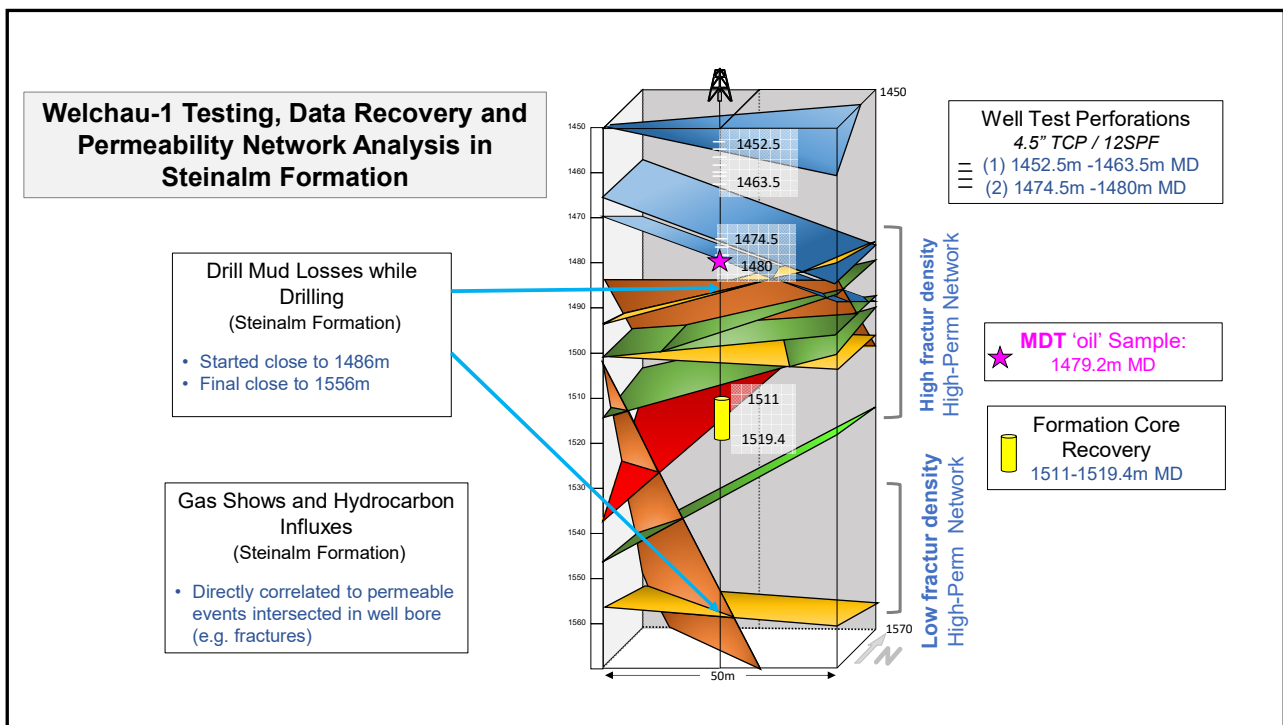 Welchau-1 Testing, Data Recovery and
Permeability Network Analysis in
Steinalm Formation
Drill Mud Losses while
Drilling
(Steinalm Formation)
• Started close to 1486m
• Final close to 1556m
Gas Shows and Hydrocarbon
Influxes
(Steinalm Formation)
• Directly correlated to permeable
events intersected in well bore
(e.g. fractures)
1450
1460
1470
1480
1490
1500
1510
1520
1530
1540
1550
1560
1450
1452.5
1463.5
1474.5
1480
1511
1519.4
1570
N
50m
High fractur density
High-Perm Network
Low fractur density
High-Perm Network
Well Test Perforations
4.5” TCP / 12SPF
(1) 1452.5m -1463.5m MD
(2) 1474.5m -1480m MD
MDT ‘oil’ Sample:
1479.2m MD
Formation Core
Recovery
1511-1519.4m MD